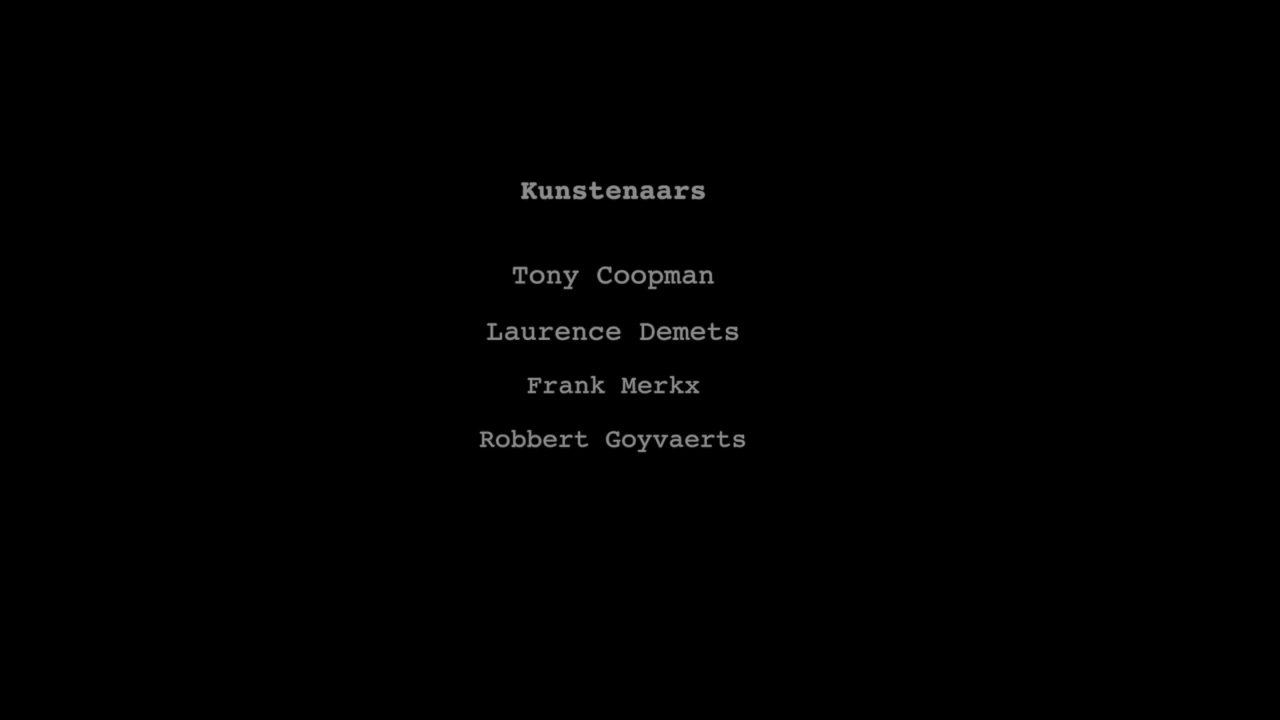 Kunstenaars
Tony Coopman
Laurence Demets
Frank Merkx
Robbert Goyvaerts